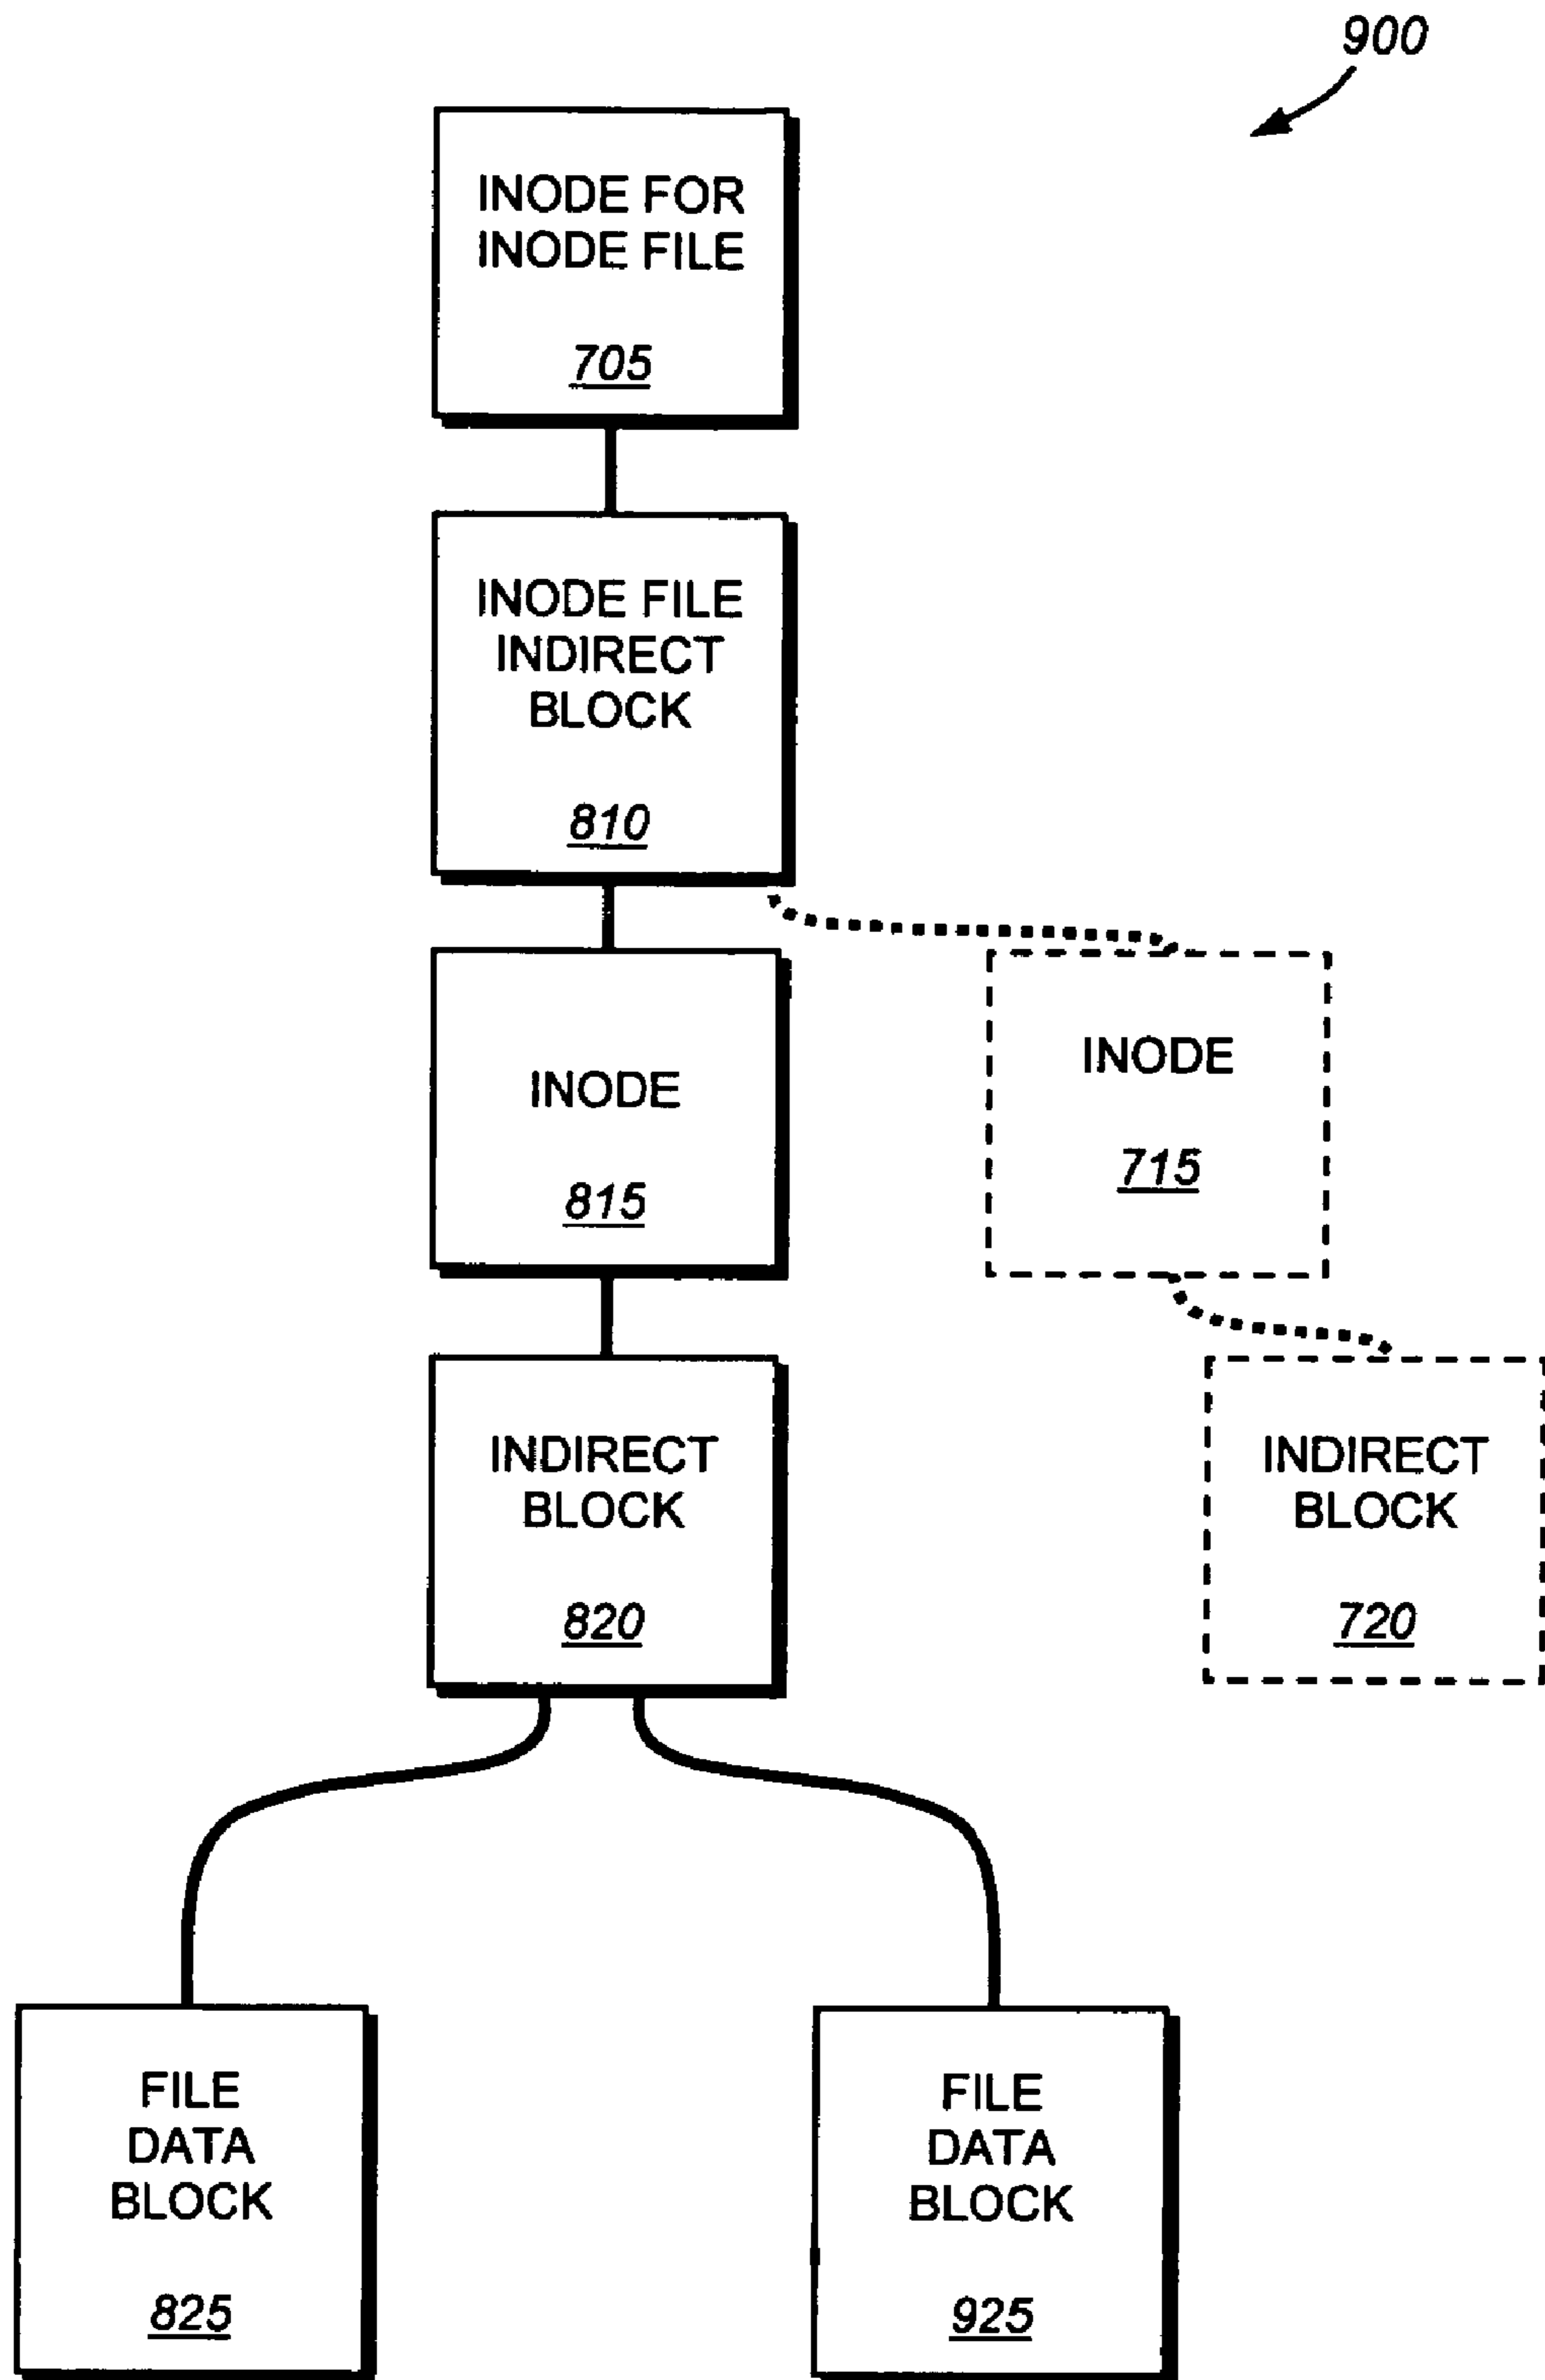 900
INODE FOR
INODE FILE
705
INODE FILE
INDIRECT
BLOCK
810
INODE
815
INODE
715
INDIRECT
BLOCK
820
INDIRECT
BLOCK
720
FILE
DATA
BLOCK
825
FILE
DATA
BLOCK
925